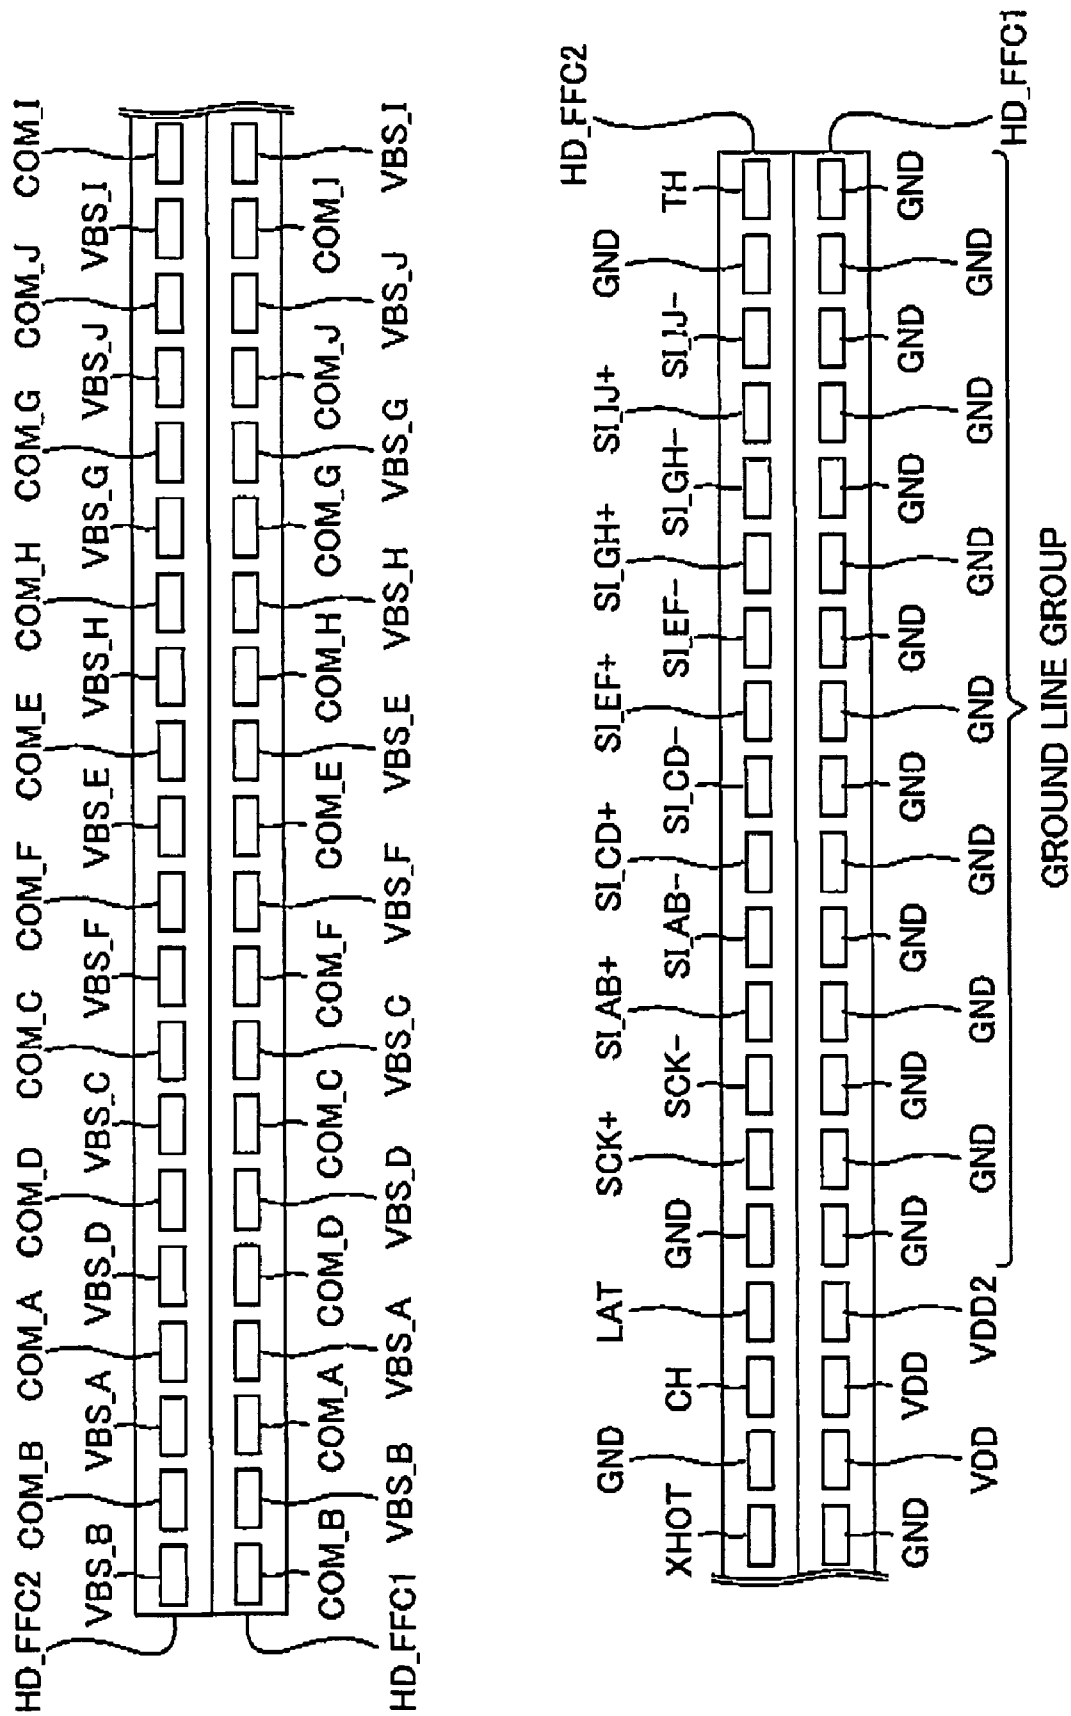 HD_FFC2 COM_B COM_A COM_D COM_C COM_F COM_E COM_H COM_G COM_J COM_I
VBS_B VBS_A VBS_D VBS_C VBS_F VBS_E VBS_H VBS_G VBS_J VBS_I
COM_B COM_A COM_D COM_C COM_F COM_E COM_H COM_G COM_J COM_I
HD_FFC1 VBS_B VBS_A VBS_D VBS_C VBS_F VBS_E VBS_H VBS_G VBS_J VBS_I
HD_FFC2
GND LAT SCK+ SI_AB+ SI_CD+ SI_EF+ SI_GH+ SI_IJ+ GND
XHOT CH GND SCK- SI_AB- SI_CD- SI_EF- SI_GH- SI_IJ- TH
GND VDD GND GND GND GND GND GND GND GND
VDD VDD2 GND GND GND GND GND GND GND
HD_FFC1
GROUND LINE GROUP